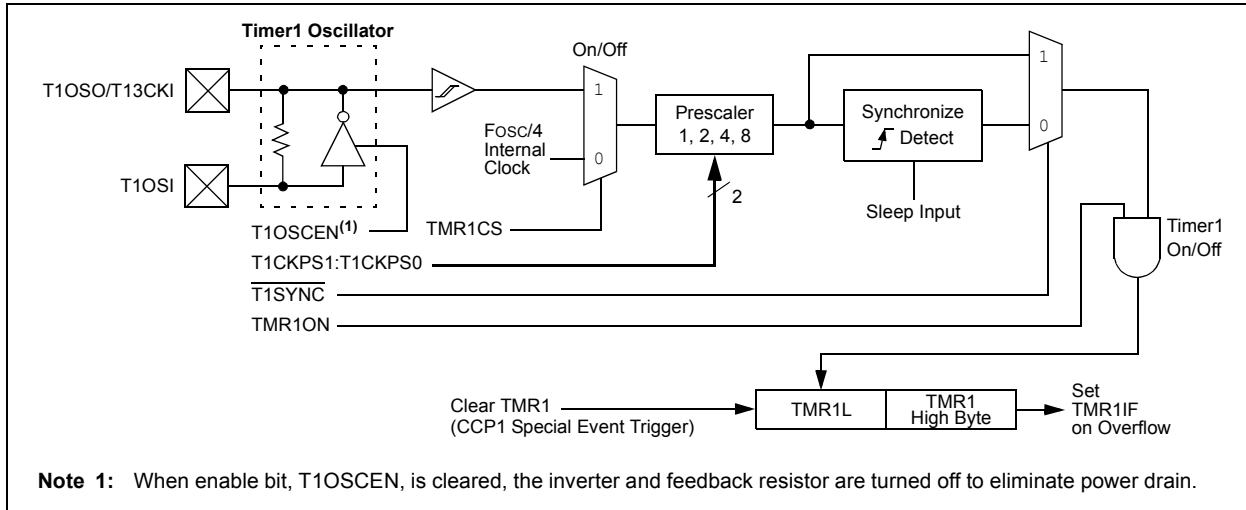 Timer1 Oscillator
On/Off
T1OSO/T13CKI
1
1
Prescaler
1, 2, 4, 8
Synchronize
Detect
FOSC/4
Internal
Clock
0
0
T1OSI
2
Sleep Input
T1OSCEN(1)
TMR1CS
Timer1
On/Off
T1CKPS1:T1CKPS0
T1SYNC
TMR1ON
Clear TMR1
(CCP1 Special Event Trigger)
TMR1L
TMR1
High Byte
Set
TMR1IF
on Overflow
Note 1: When enable bit, T1OSCEN, is cleared, the inverter and feedback resistor are turned off to eliminate power drain.